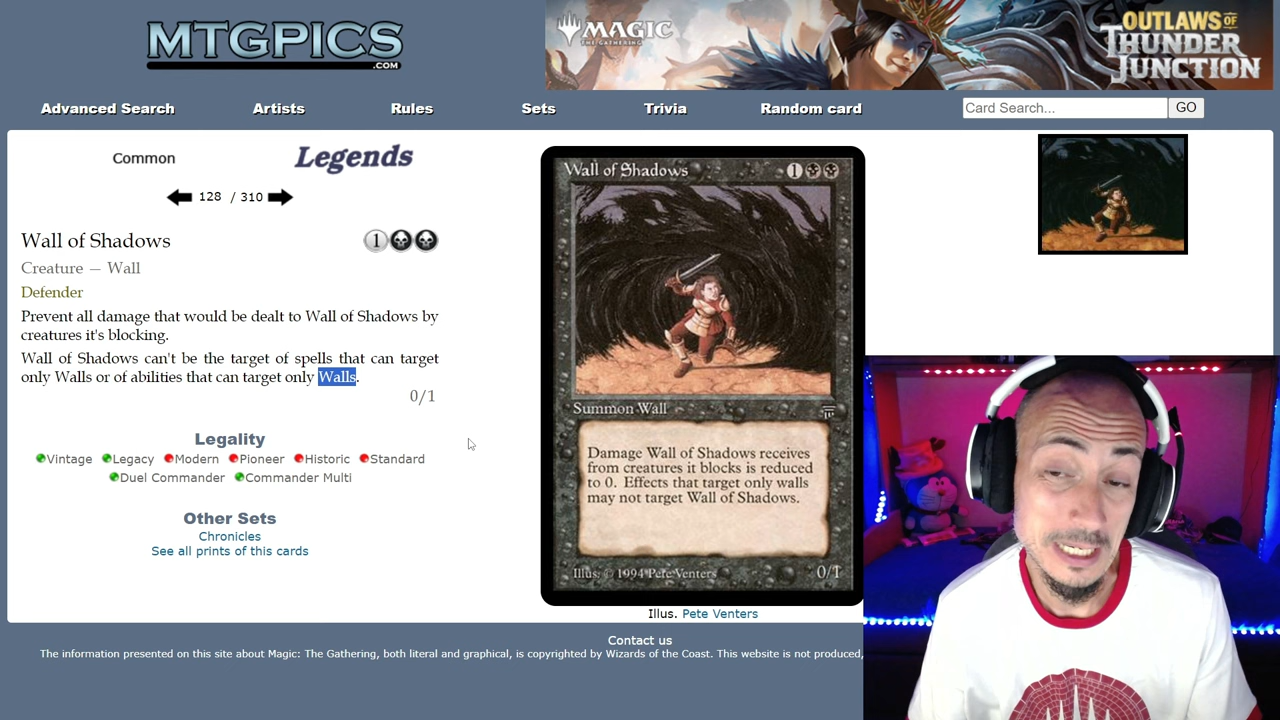 MTGPICS
.COM
MAGIC
THE GATHERING
OUTLAWS OF
THUNDER
JUNCTION
Advanced Search
Artists
Rules
Sets
Trivia
Random card
Card Search...
GO
Common
Legends
128 / 310
Wall of Shadows
1
Creature — Wall
Defender
Prevent all damage that would be dealt to Wall of Shadows by
creatures it's blocking.
Wall of Shadows can't be the target of spells that can target
only Walls or of abilities that can target only Walls.
0/1
Legality
Vintage Legacy Modern Pioneer Historic Standard
Duel Commander Commander Multi
Other Sets
Chronicles
See all prints of this cards
Wall of Shadows
1
Summon Wall
Damage Wall of Shadows receives
from creatures it blocks is reduced
to 0. Effects that target only walls
may not target Wall of Shadows.
Illus. © 1994 Pete Venters
0/1
Illus. Pete Venters
Contact us
The information presented on this site about Magic: The Gathering, both literal and graphical, is copyrighted by Wizards of the Coast. This website is not produced,